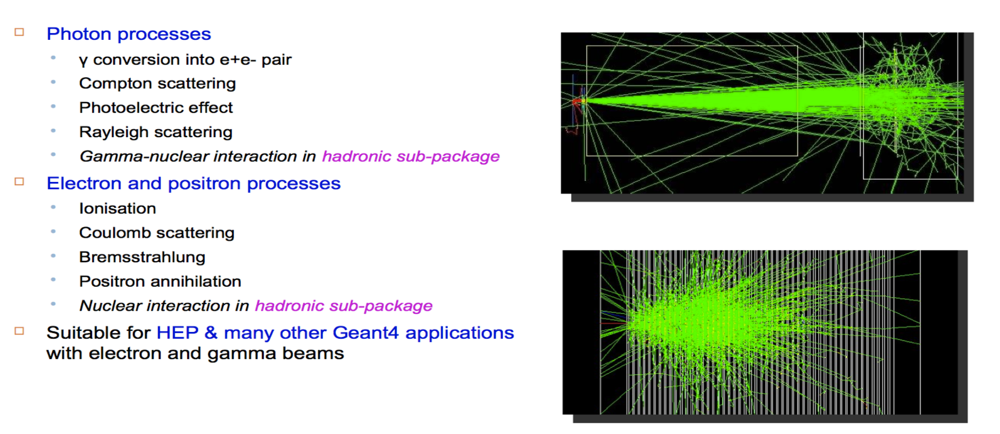 Photon processes
γ conversion into e+e- pair
Compton scattering
Photoelectric effect
Rayleigh scattering
Gamma-nuclear interaction in hadronic sub-package
Electron and positron processes
Ionisation
Coulomb scattering
Bremsstrahlung
Positron annihilation
Nuclear interaction in hadronic sub-package
Suitable for HEP & many other Geant4 applications
with electron and gamma beams